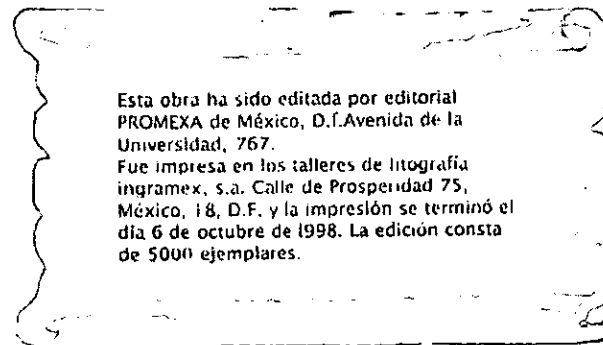 Esta obra ha sido editada por editorial
PROMEXA de México, D.f.Avenida de la
Universidad, 767.
Fue impresa en los talleres de litografía
ingramex, s.a. Calle de Prosperidad 75,
México, 18, D.F. y la impresión se terminó el
día 6 de octubre de 1998. La edición consta
de 5000 ejemplares.